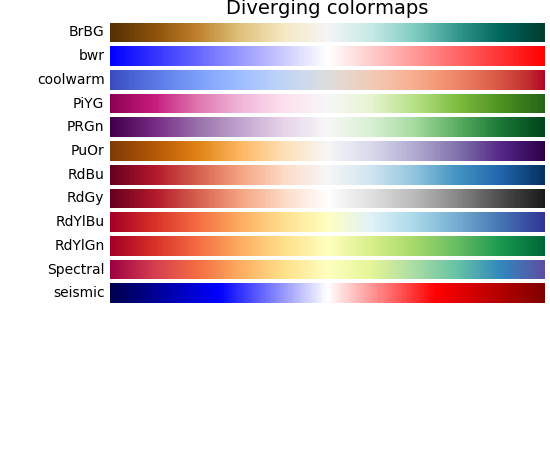 Diverging colormaps
BrBG
bwr
coolwarm
PiYG
PRGn
PuOr
RdBu
RdGy
RdYlBu
RdYlGn
Spectral
seismic